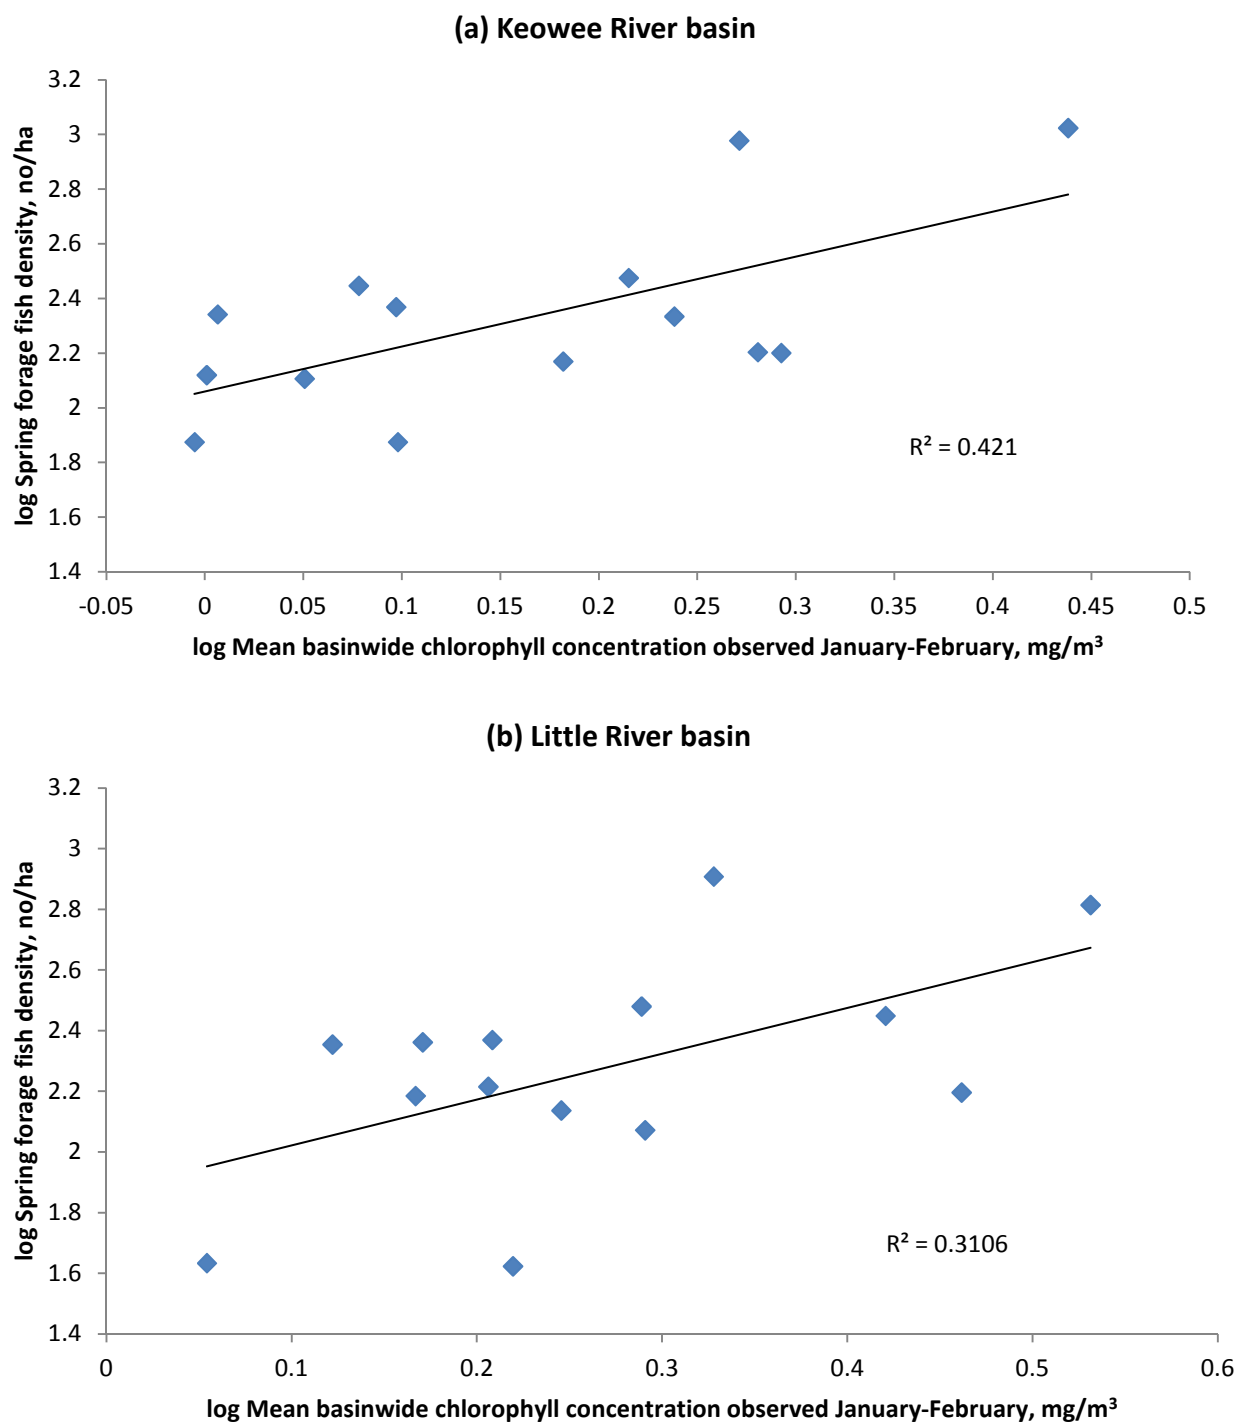 (a) Keowee River basin
log Spring forage fish density, no/ha
3.2
3
2.8
2.6
2.4
2.2
2
1.8
1.6
1.4
R² = 0.421
-0.05 0 0.05 0.1 0.15 0.2 0.25 0.3 0.35 0.4 0.45 0.5
log Mean basinwide chlorophyll concentration observed January-February, mg/m³
(b) Little River basin
log Spring forage fish density, no/ha
3.2
3
2.8
2.6
2.4
2.2
2
1.8
1.6
1.4
R² = 0.3106
0 0.1 0.2 0.3 0.4 0.5 0.6
log Mean basinwide chlorophyll concentration observed January-February, mg/m³